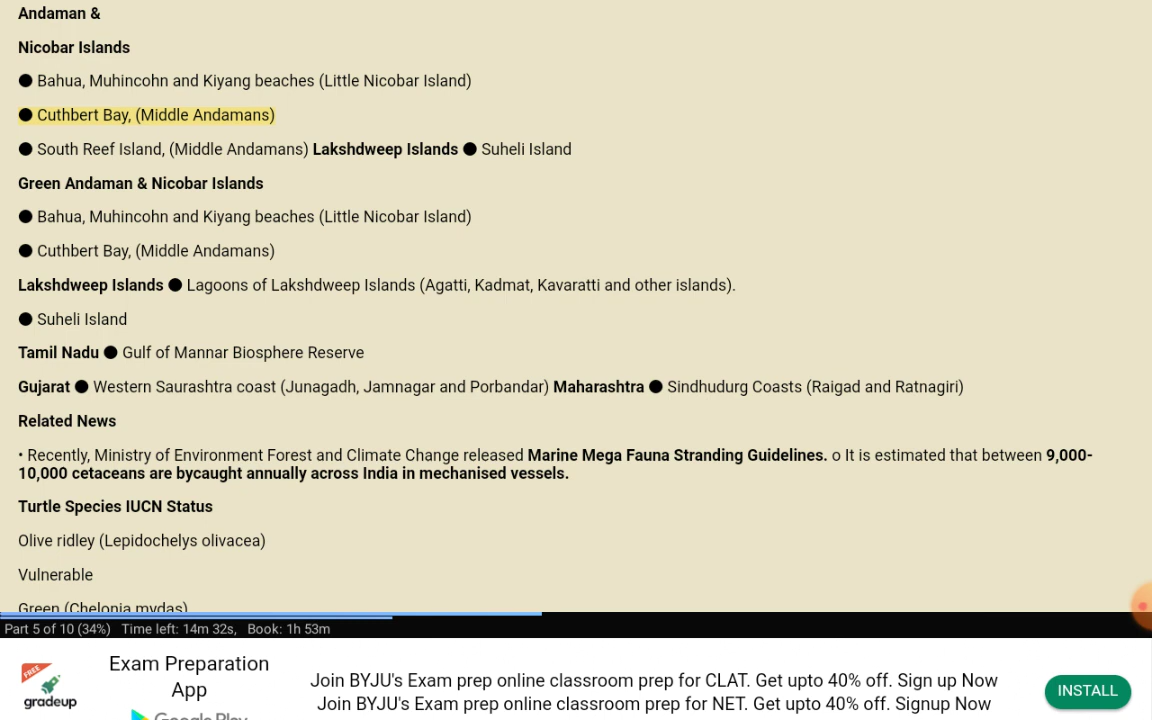 Andaman &
Nicobar Islands
● Bahua, Muhincohn and Kiyang beaches (Little Nicobar Island)
● Cuthbert Bay, (Middle Andamans)
● South Reef Island, (Middle Andamans) Lakshdweep Islands ● Suheli Island
Green Andaman & Nicobar Islands
● Bahua, Muhincohn and Kiyang beaches (Little Nicobar Island)
● Cuthbert Bay, (Middle Andamans)
Lakshdweep Islands ● Lagoons of Lakshdweep Islands (Agatti, Kadmat, Kavaratti and other islands).
● Suheli Island
Tamil Nadu ● Gulf of Mannar Biosphere Reserve
Gujarat ● Western Saurashtra coast (Junagadh, Jamnagar and Porbandar) Maharashtra ● Sindhudurg Coasts (Raigad and Ratnagiri)
Related News
• Recently, Ministry of Environment Forest and Climate Change released Marine Mega Fauna Stranding Guidelines. o It is estimated that between 9,000-
10,000 cetaceans are bycaught annually across India in mechanised vessels.
Turtle Species IUCN Status
Olive ridley (Lepidochelys olivacea)
Vulnerable
Green (Chelonia mydas)
Part 5 of 10 (34%) Time left: 14m 32s, Book: 1h 53m
FREE
gradeup
Exam Preparation
App
Google Play
Join BYJU's Exam prep online classroom prep for CLAT. Get upto 40% off. Sign up Now
Join BYJU's Exam prep online classroom prep for NET. Get upto 40% off. Signup Now
INSTALL